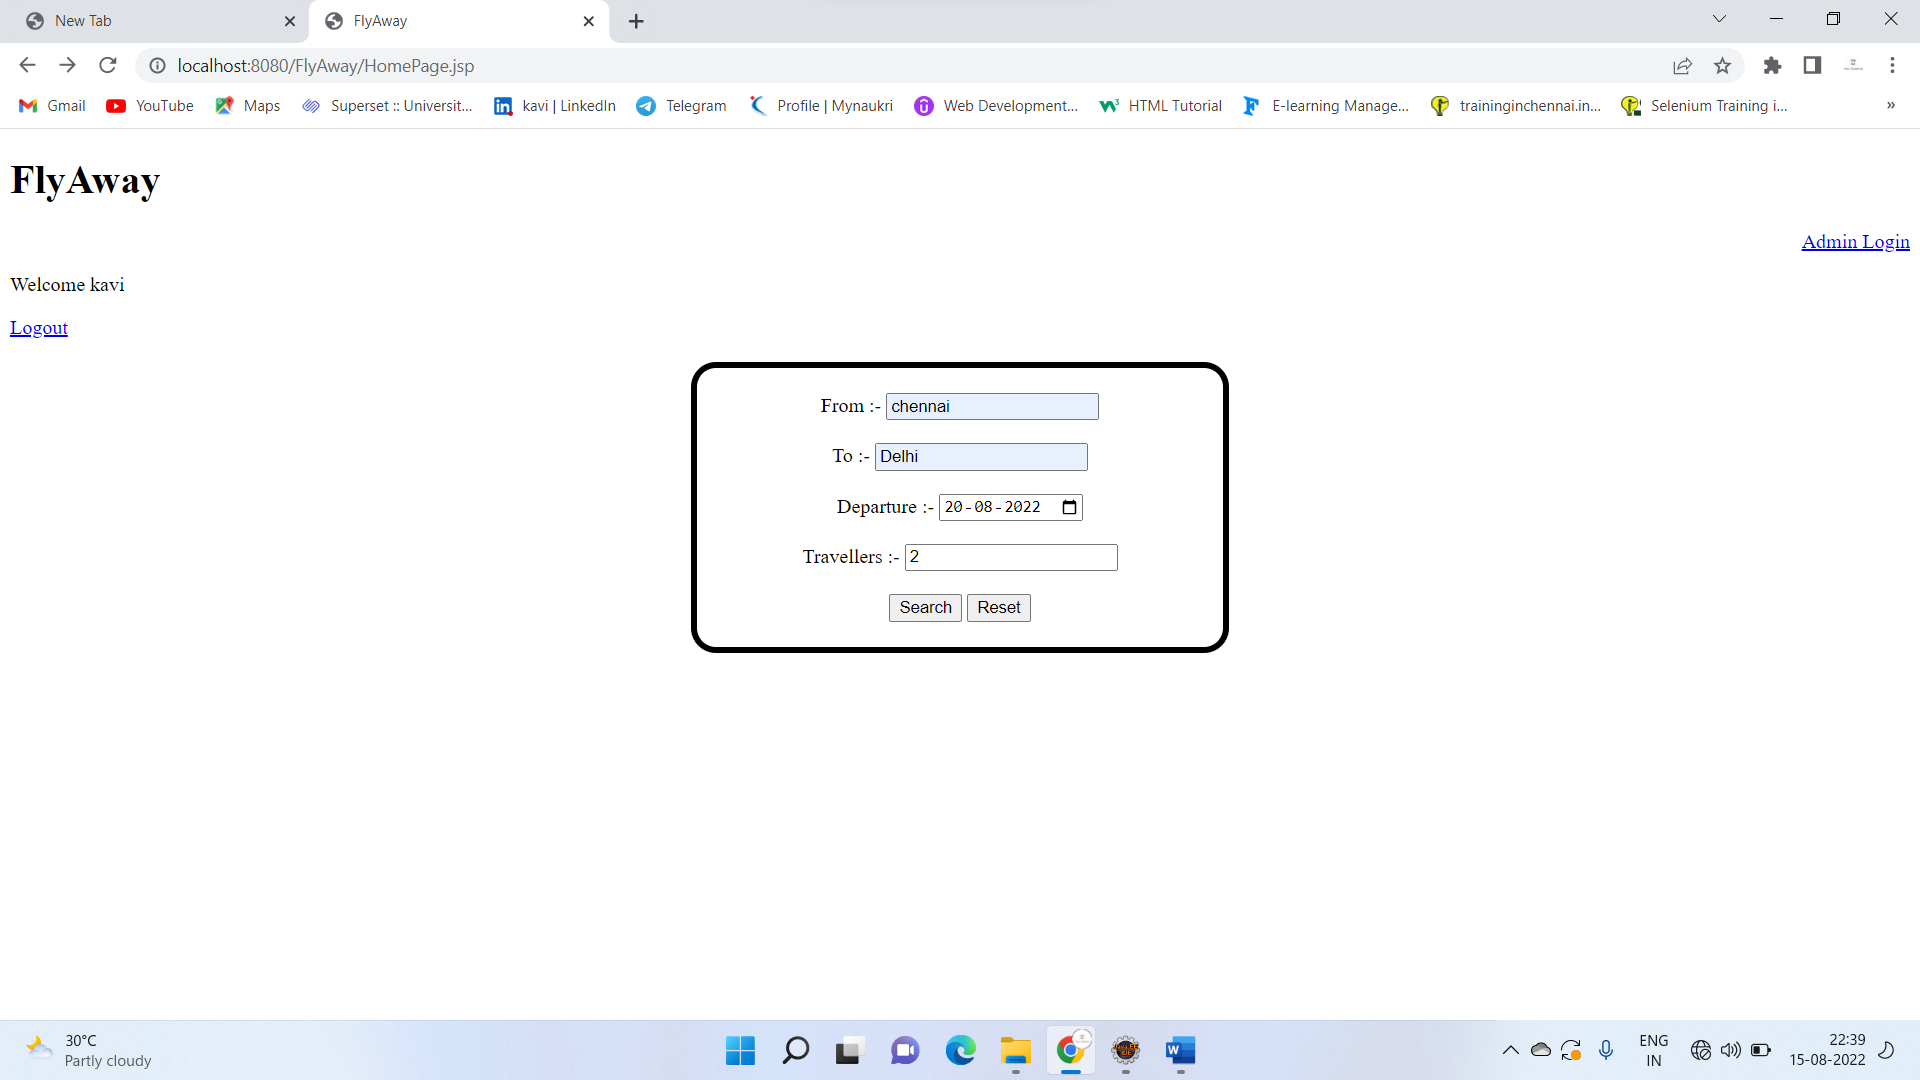 New Tab
FlyAway
localhost:8080/FlyAway/HomePage.jsp
Gmail
YouTube
Maps
Superset :: Universit...
kavi | LinkedIn
Telegram
Profile | Mynaukri
Web Development...
HTML Tutorial
E-learning Manage...
traininginchennai.in...
Selenium Training i...
»
FlyAway
Admin Login
Welcome kavi
Logout
From :- chennai
To :- Delhi
Departure :- 20-08-2022
Travellers :- 2
Search Reset
30°C
Partly cloudy
ENG
IN
22:39
15-08-2022